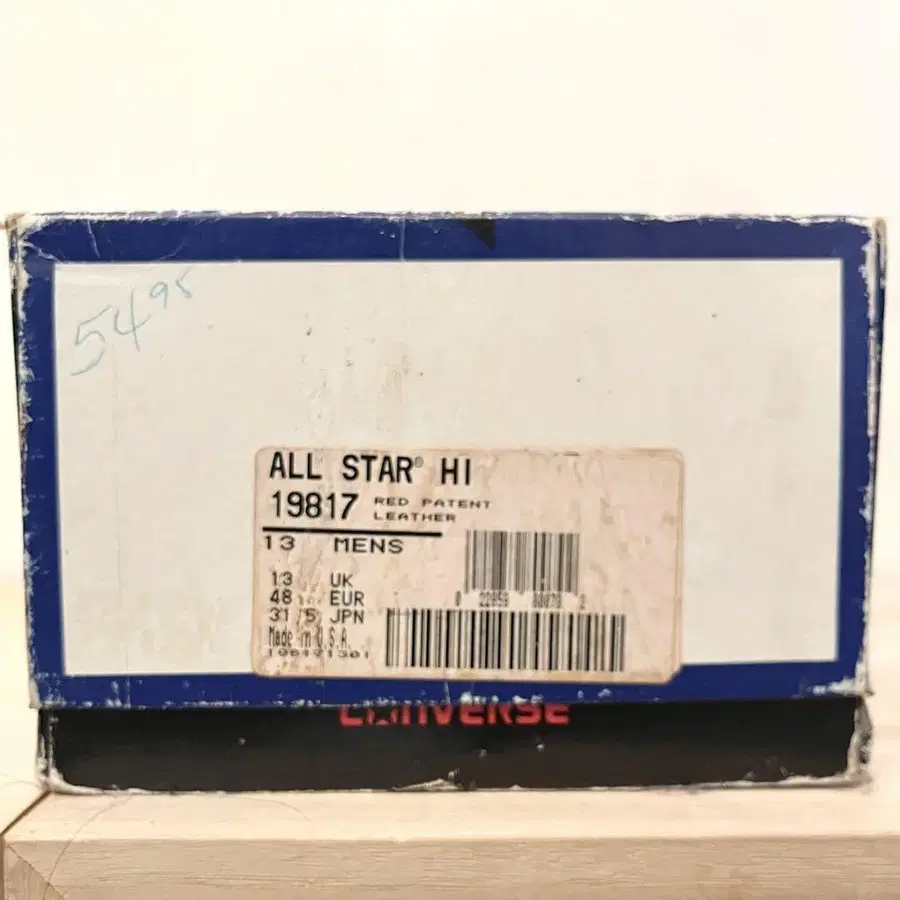 5495
ALL STAR® HI
19817 RED PATENT
LEATHER
13 MENS
13 UK
48 EUR
31.5 JPN
Made in U.S.A.
CONVERSE